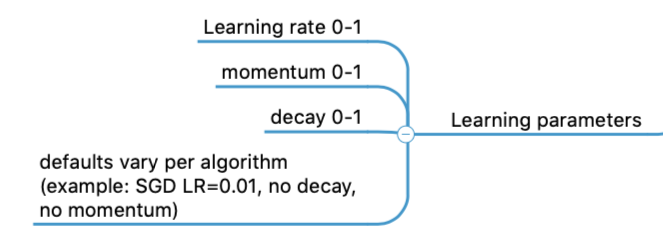 Learning rate 0-1
momentum 0-1
decay 0-1
Learning parameters
defaults vary per algorithm
(example: SGD LR=0.01, no decay,
no momentum)